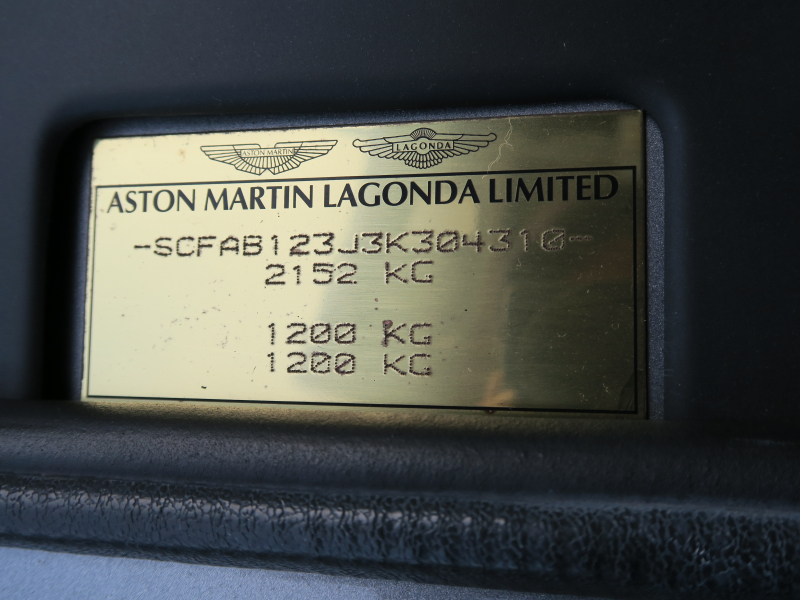 ASTON MARTIN LAGONDA
ASTON MARTIN LAGONDA LIMITED
-SCFAB123J3K304310-
2152 KG
1200 KG
1200 KG